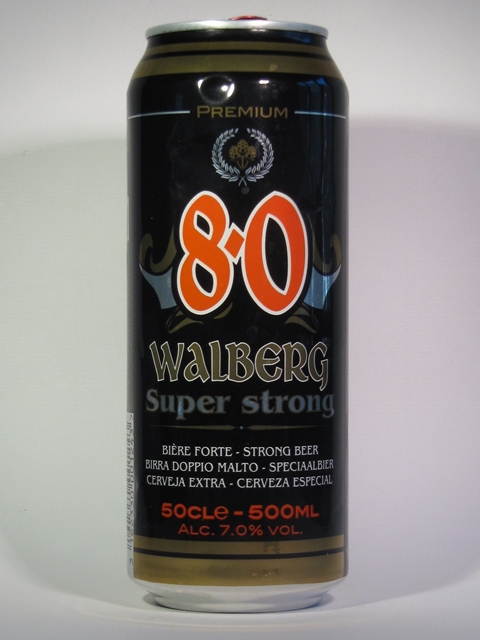 PREMIUM
8·0
WALBERG
Super strong
BIÈRE FORTE - STRONG BEER
BIRRA DOPPIO MALTO - SPECIAALBIER
CERVEJA EXTRA - CERVEZA ESPECIAL
50CLe - 500ML
ALC. 7.0% VOL.